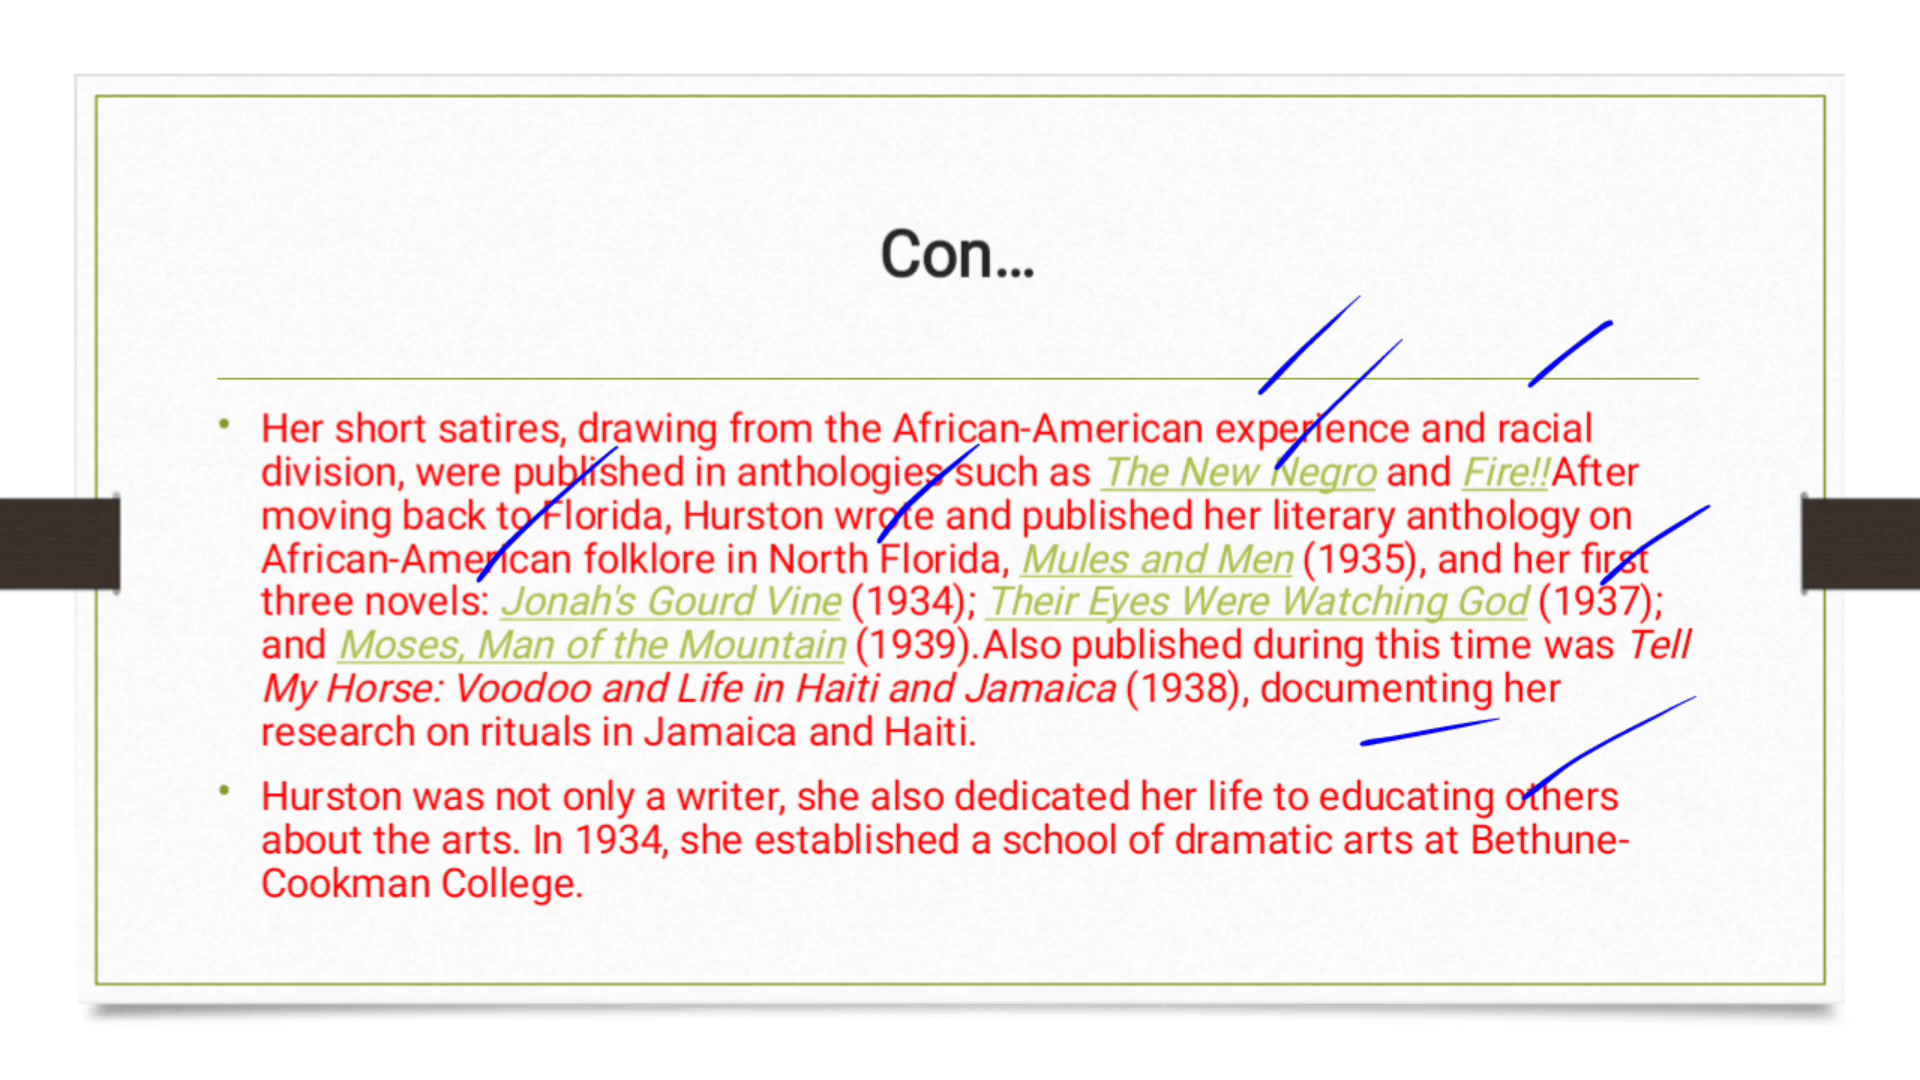 Con...
• Her short satires, drawing from the African-American experience and racial
division, were published in anthologies such as The New Negro and Fire!!After
moving back to Florida, Hurston wrote and published her literary anthology on
African-American folklore in North Florida, Mules and Men (1935), and her first
three novels: Jonah's Gourd Vine (1934); Their Eyes Were Watching God (1937);
and Moses, Man of the Mountain (1939).Also published during this time was Tell
My Horse: Voodoo and Life in Haiti and Jamaica (1938), documenting her
research on rituals in Jamaica and Haiti.
• Hurston was not only a writer, she also dedicated her life to educating others
about the arts. In 1934, she established a school of dramatic arts at Bethune-
Cookman College.